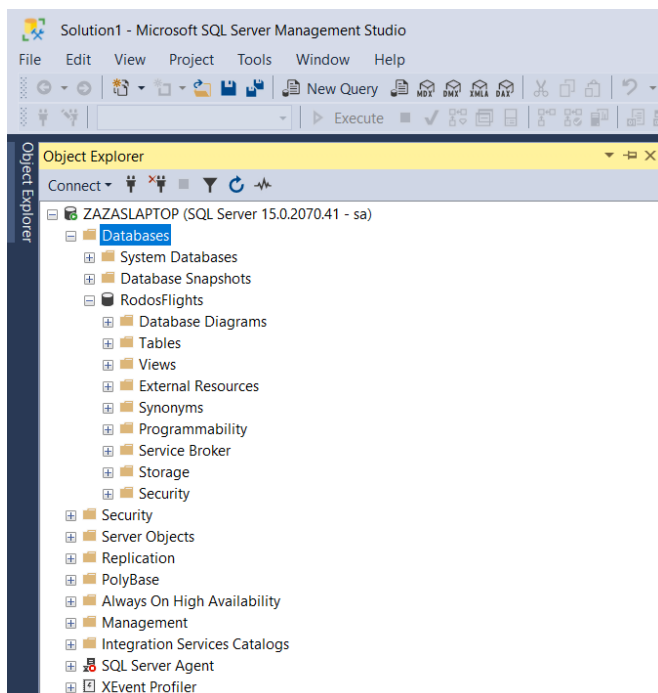 Solution1 - Microsoft SQL Server Management Studio
File Edit View Project Tools Window Help
New Query MDX DMX XMLA DAX
Execute
Object Explorer
Object Explorer
Connect
ZAZASLAPTOP (SQL Server 15.0.2070.41 - sa)
Databases
System Databases
Database Snapshots
RodosFlights
Database Diagrams
Tables
Views
External Resources
Synonyms
Programmability
Service Broker
Storage
Security
Security
Server Objects
Replication
PolyBase
Always On High Availability
Management
Integration Services Catalogs
SQL Server Agent
XEvent Profiler